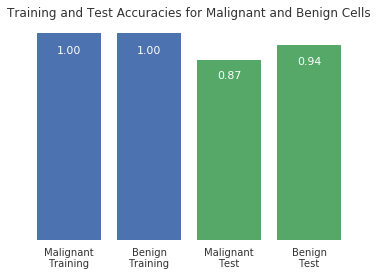 Training and Test Accuracies for Malignant and Benign Cells
1.00
1.00
0.87
0.94
Malignant
Training
Benign
Training
Malignant
Test
Benign
Test